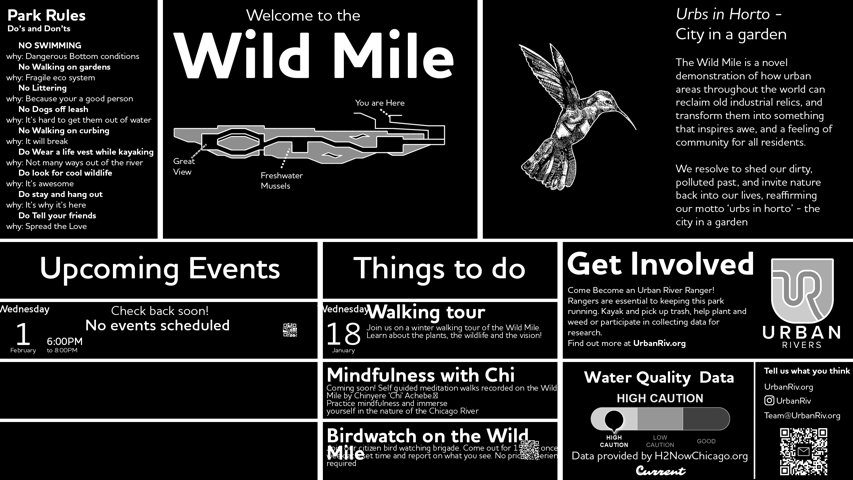 Park Rules
Do's and Don'ts
NO SWIMMING
why: Dangerous Bottom conditions
No Walking on gardens
why: Fragile eco system
No Littering
why: Because your a good person
No Dogs off leash
why: It's hard to get them out of water
No Walking on curbing
why: It will break
Do Wear a life vest while kayaking
why: Not many ways out of the river
Do look for cool wildlife
why: It's awesome
Do stay and hang out
why: It's why it's here
Do Tell your friends
why: Spread the Love
Welcome to the
Wild Mile
You are Here
Great
View
Freshwater
Mussels
Urbs in Horto -
City in a garden
The Wild Mile is a novel
demonstration of how urban
areas throughout the world can
reclaim old industrial relics, and
transform them into something
that inspires awe, and a feeling of
community for all residents.
We resolve to shed our dirty,
polluted past, and invite nature
back into our lives, reaffirming
our motto 'urbs in horto' - the
city in a garden
Upcoming Events
Wednesday
1
February
6:00PM
to 8:00PM
Check back soon!
No events scheduled
Things to do
Wednesday
18
January
Walking tour
Join us on a winter walking tour of the Wild Mile.
Learn about the plants, the wildlife and the vision!
Mindfulness with Chi
Coming soon! Self guided meditation walks recorded on the Wild
Mile by Chinyere 'Chi' Achebe
Practice mindfulness and immerse
yourself in the nature of the Chicago River
Birdwatch on the Wild
Mile
citizen bird watching brigade. Come out for once
set time and report on what you see. No
required
Get Involved
Come Become an Urban River Ranger!
Rangers are essential to keeping this park
running. Kayak and pick up trash, help plant and
weed or participate in collecting data for
research.
Find out more at UrbanRiv.org
UR
URBAN
RIVERS
Water Quality Data
HIGH CAUTION
HIGH
CAUTION
LOW
CAUTION
GOOD
Data provided by H2NowChicago.org
Current
Tell us what you think
UrbanRiv.org
UrbanRiv
Team@UrbanRiv.org